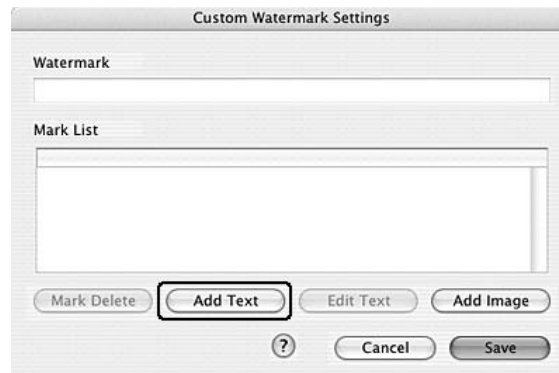 Custom Watermark Settings
Watermark
Mark List
Mark Delete Add Text Edit Text Add Image
? Cancel Save